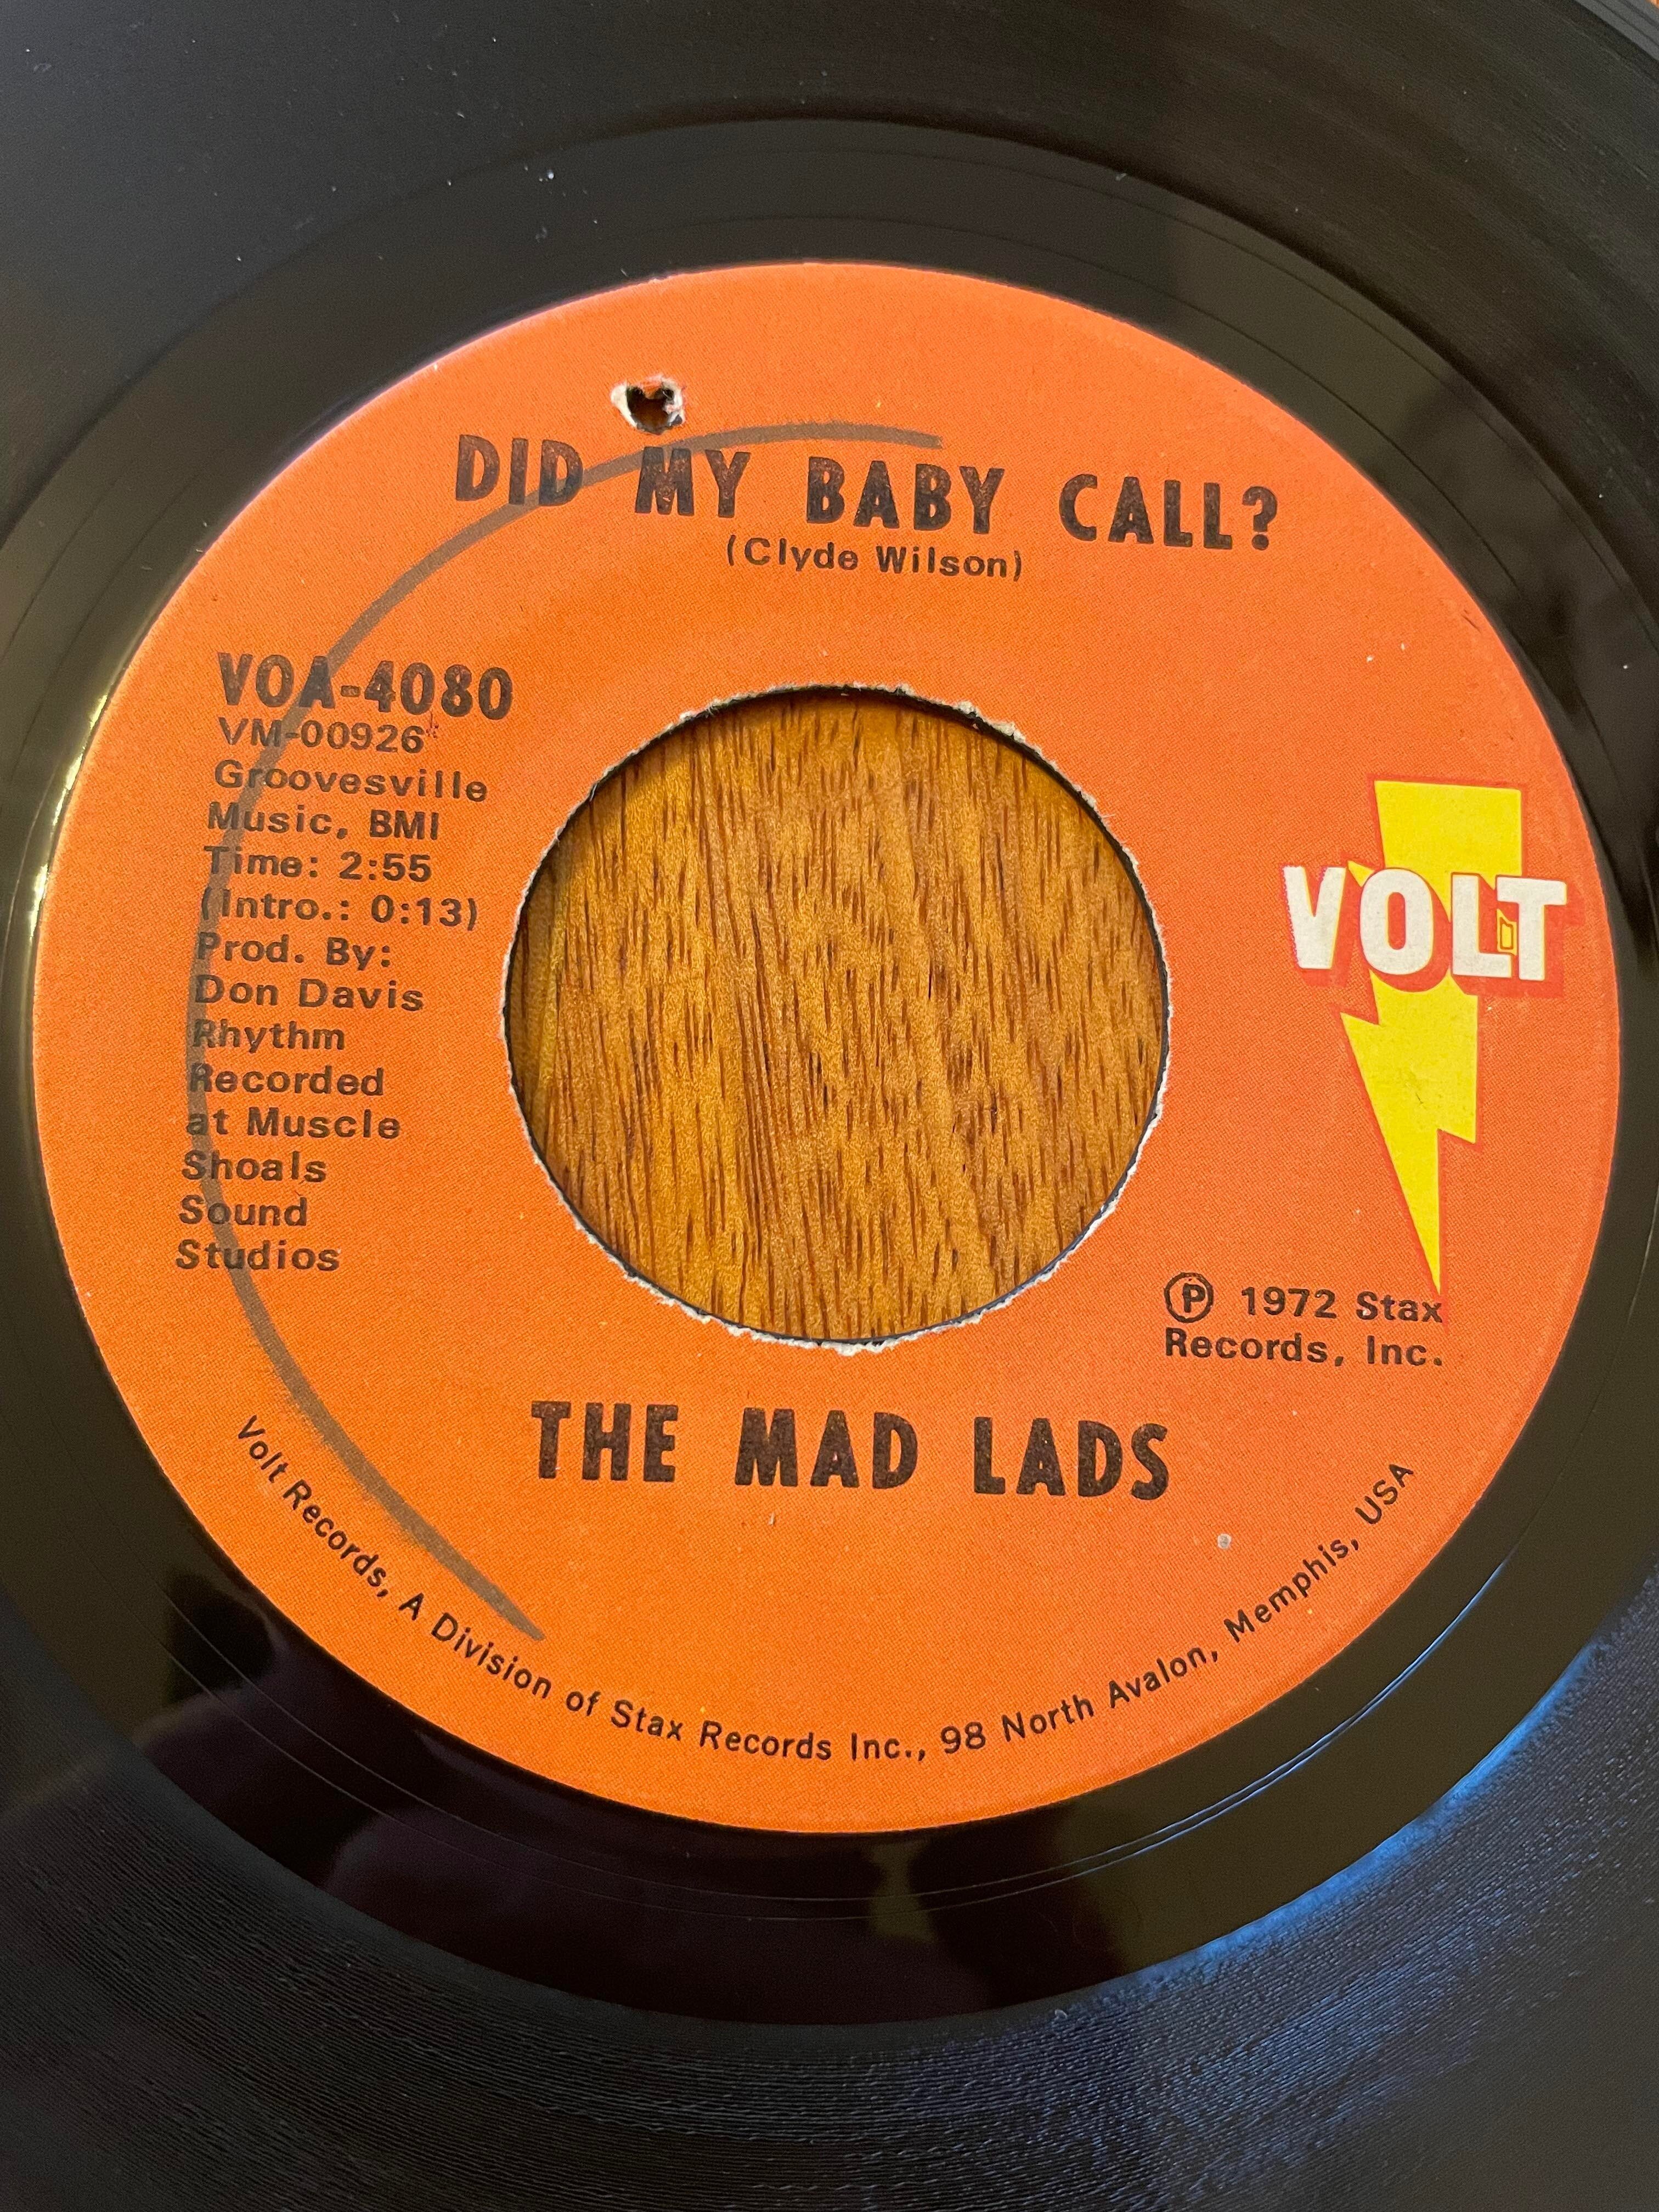 DID MY BABY CALL?
(Clyde Wilson)
VOA-4080
VM-00926
Groovesville
Music, BMI
Time: 2:55
(Intro.: 0:13)
Prod. By:
Don Davis
Rhythm
Recorded
at Muscle
Shoals
Sound
Studios
VOLT
Ⓟ 1972 Stax
Records, Inc.
THE MAD LADS
Volt Records, A Division of Stax Records Inc., 98 North Avalon, Memphis, USA